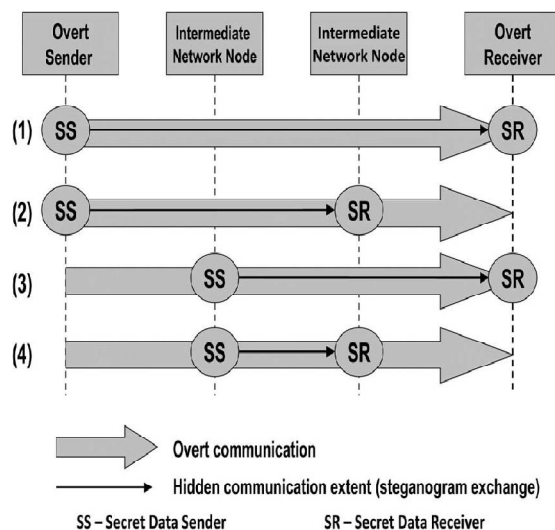 Overt
Sender
Intermediate
Network Node
Intermediate
Network Node
Overt
Receiver
(1)
SS
SR
(2)
SS
SR
(3)
SS
SR
(4)
SS
SR
Overt communication
Hidden communication extent (steganogram exchange)
SS – Secret Data Sender
SR – Secret Data Receiver